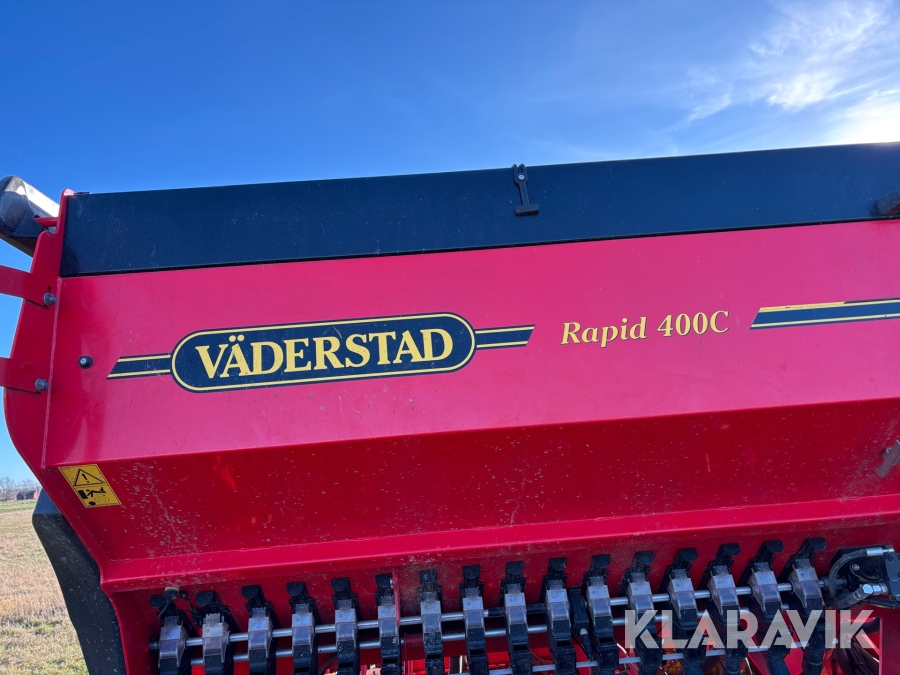 VÄDERSTAD
Rapid 400C
KLARAVIK